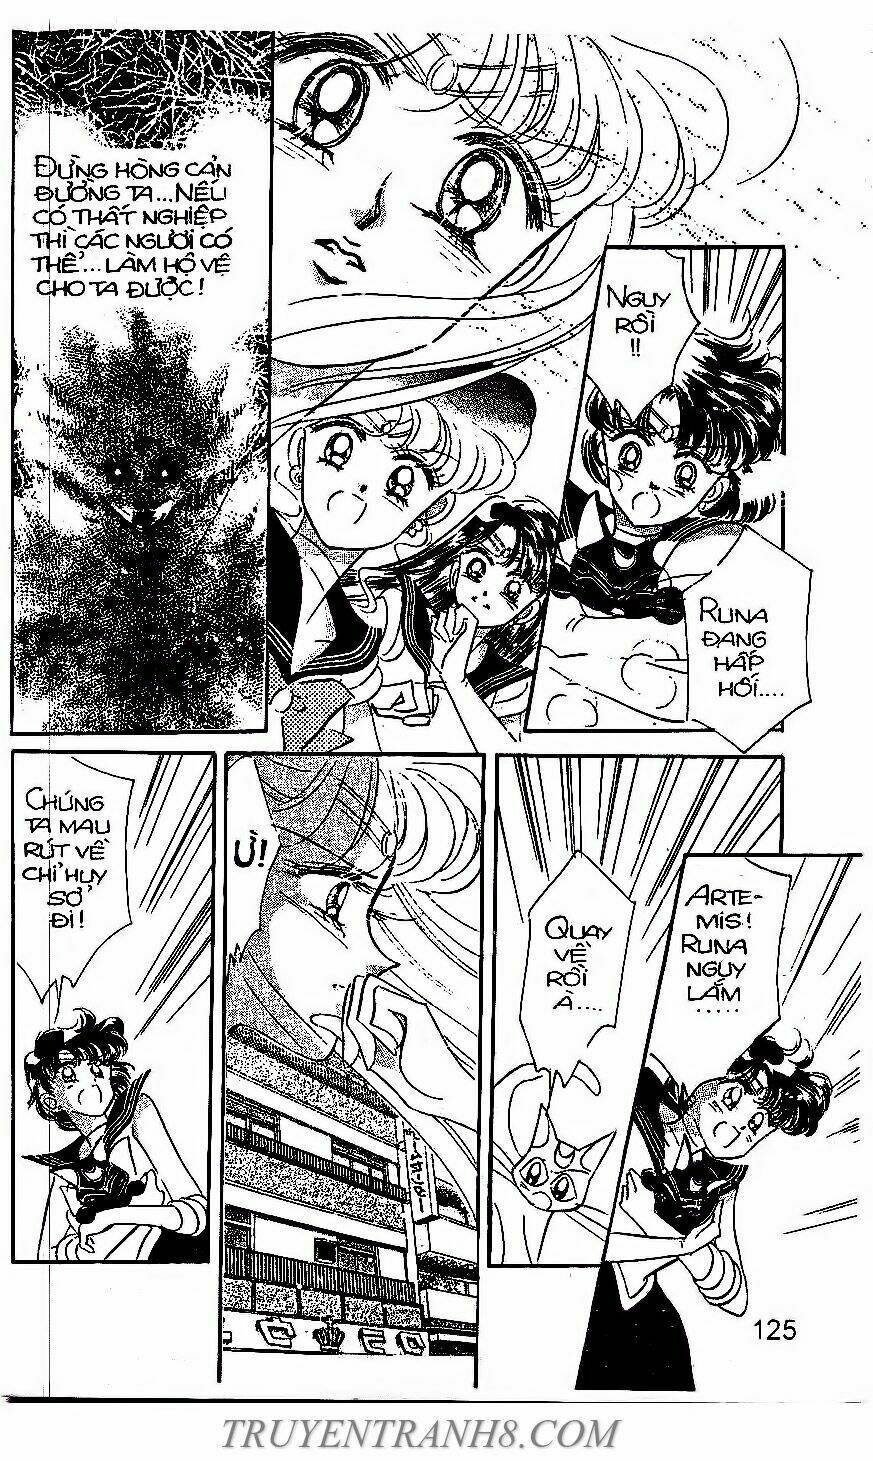 ĐỪNG HÒNG CẢN
ĐƯỜNG TA...NẾU
CÓ THẤT NGHIỆP
THÌ CÁC NGƯƠI CÓ
THỂ... LÀM HỘ VỆ
CHO TA ĐƯỢC!
NGUY
RỒI
!!
RUNA
ĐANG
HẤP
HỐI....
CHÚNG
TA MAU
RÚT VỀ
CHỈ HUY
SỞ
ĐI!
Ừ!
QUAY
VỀ
RỒI
À....
ARTE-
MIS!
RUNA
NGUY
LẮM
.....
125
TRUYENTRANH8.COM